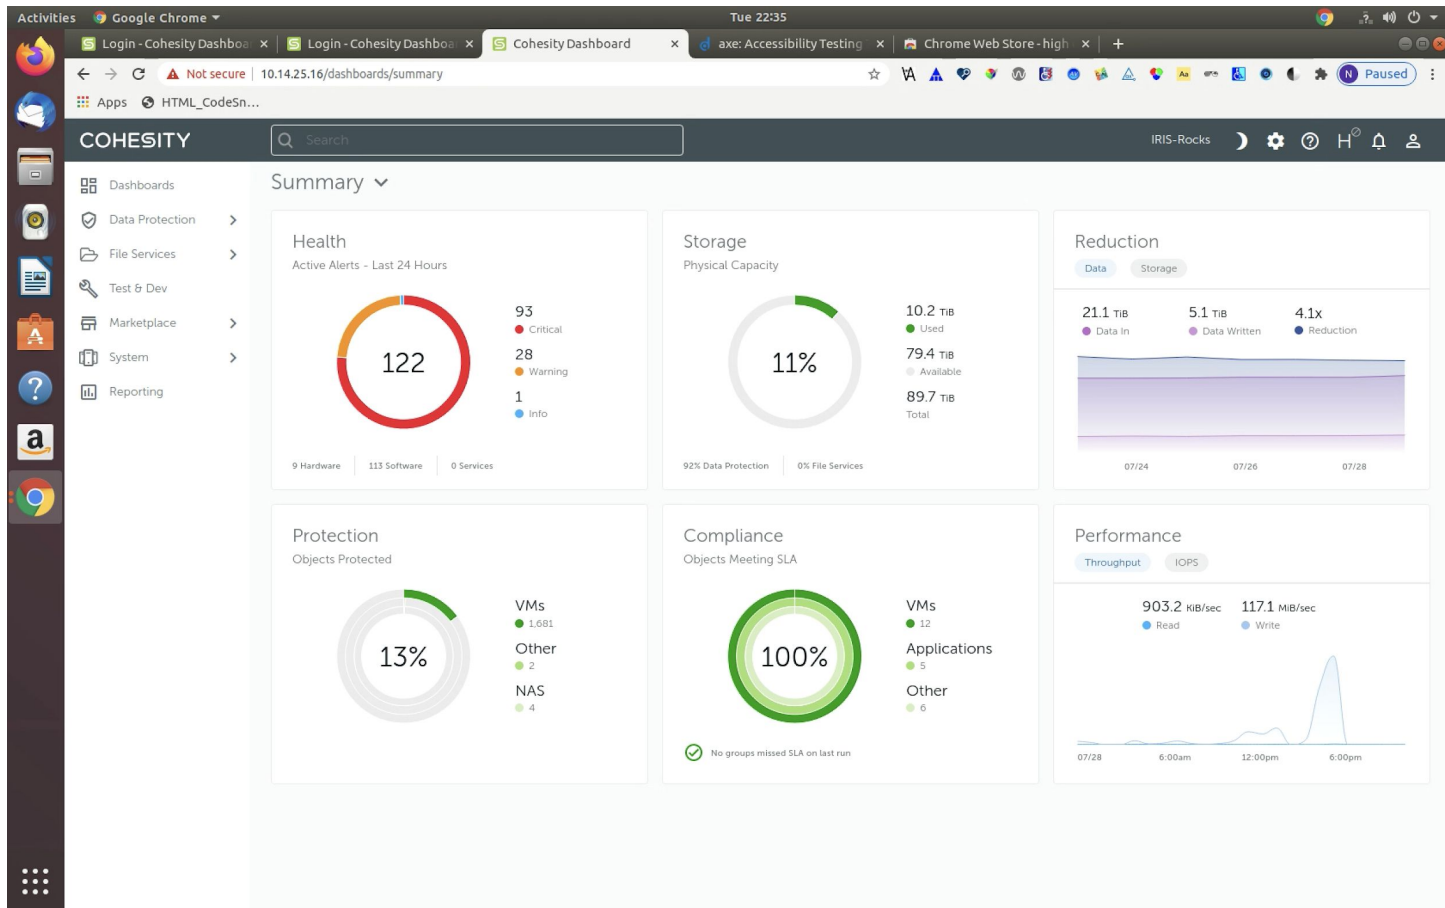 Activities Google Chrome Tue 22:35
Login - Cohesity Dashboa Login - Cohesity Dashboa Cohesity Dashboard axe: Accessibility Testing Chrome Web Store - high
Not secure 10.14.25.16/dashboards/summary N Paused
Apps HTML_CodeSn...
COHESITY Search IRIS-Rocks H
Dashboards
Data Protection
File Services
Test & Dev
Marketplace
System
Reporting
Summary
Health
Active Alerts - Last 24 Hours
122
93
Critical
28
Warning
1
Info
9 Hardware 113 Software 0 Services
Storage
Physical Capacity
11%
10.2 TiB
Used
79.4 TiB
Available
89.7 TiB
Total
92% Data Protection 0% File Services
Reduction
Data Storage
21.1 TiB 5.1 TiB 4.1x
Data In Data Written Reduction
07/24 07/26 07/28
Protection
Objects Protected
13%
VMs
1,681
Other
2
NAS
4
Compliance
Objects Meeting SLA
100%
VMs
12
Applications
5
Other
6
No groups missed SLA on last run
Performance
Throughput IOPS
903.2 KiB/sec 117.1 MiB/sec
Read Write
07/28 6:00am 12:00pm 6:00pm